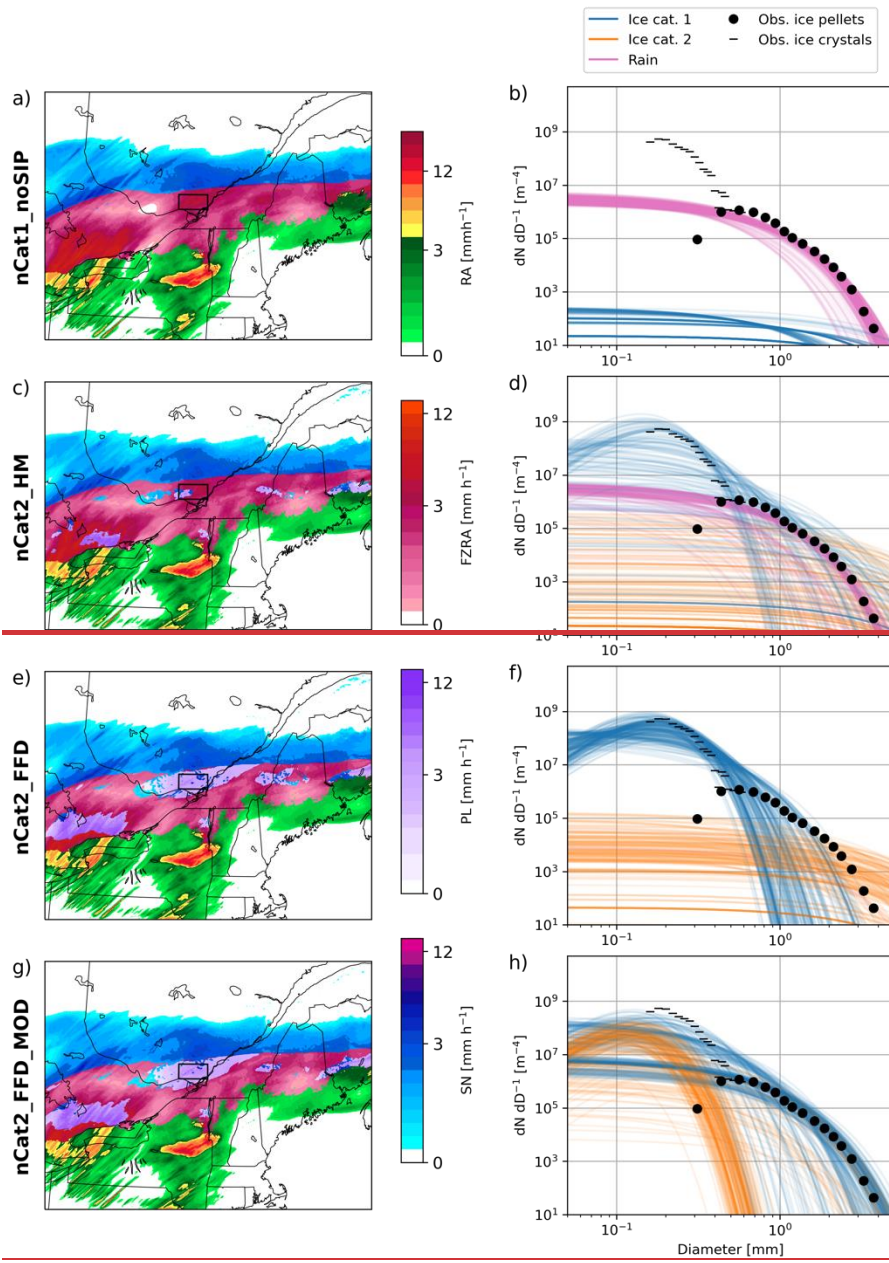 Ice cat. 1
Ice cat. 2
Rain
Obs. ice pellets
Obs. ice crystals
a)
nCat1_noSIP
12
3
0
RA [mmh⁻¹]
b)
10⁹
10⁷
10⁵
10³
10¹
dN dD⁻¹ [m⁻⁴]
10⁻¹
10⁰
c)
nCat2_HM
12
3
0
FZRA [mm h⁻¹]
d)
10⁹
10⁷
10⁵
10³
10¹
dN dD⁻¹ [m⁻⁴]
10⁻¹
10⁰
e)
nCat2_FFD
12
3
0
PL [mm h⁻¹]
f)
10⁹
10⁷
10⁵
10³
10¹
dN dD⁻¹ [m⁻⁴]
10⁻¹
10⁰
g)
nCat2_FFD_MOD
12
0
SN [mm h⁻¹]
3
h)
10⁹
10⁷
10⁵
10³
10¹
dN dD⁻¹ [m⁻⁴]
10⁻¹
10⁰
Diameter [mm]